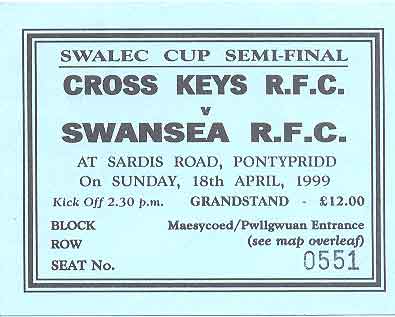 SWALEC CUP SEMI-FINAL
CROSS KEYS R.F.C.
v
SWANSEA R.F.C.
AT SARDIS ROAD, PONTYPRIDD
On SUNDAY, 18th APRIL, 1999
Kick Off 2.30 p.m. GRANDSTAND - £12.00
BLOCK Maesycoed/Pwllgwuan Entrance
ROW (see map overleaf)
SEAT No. 0551